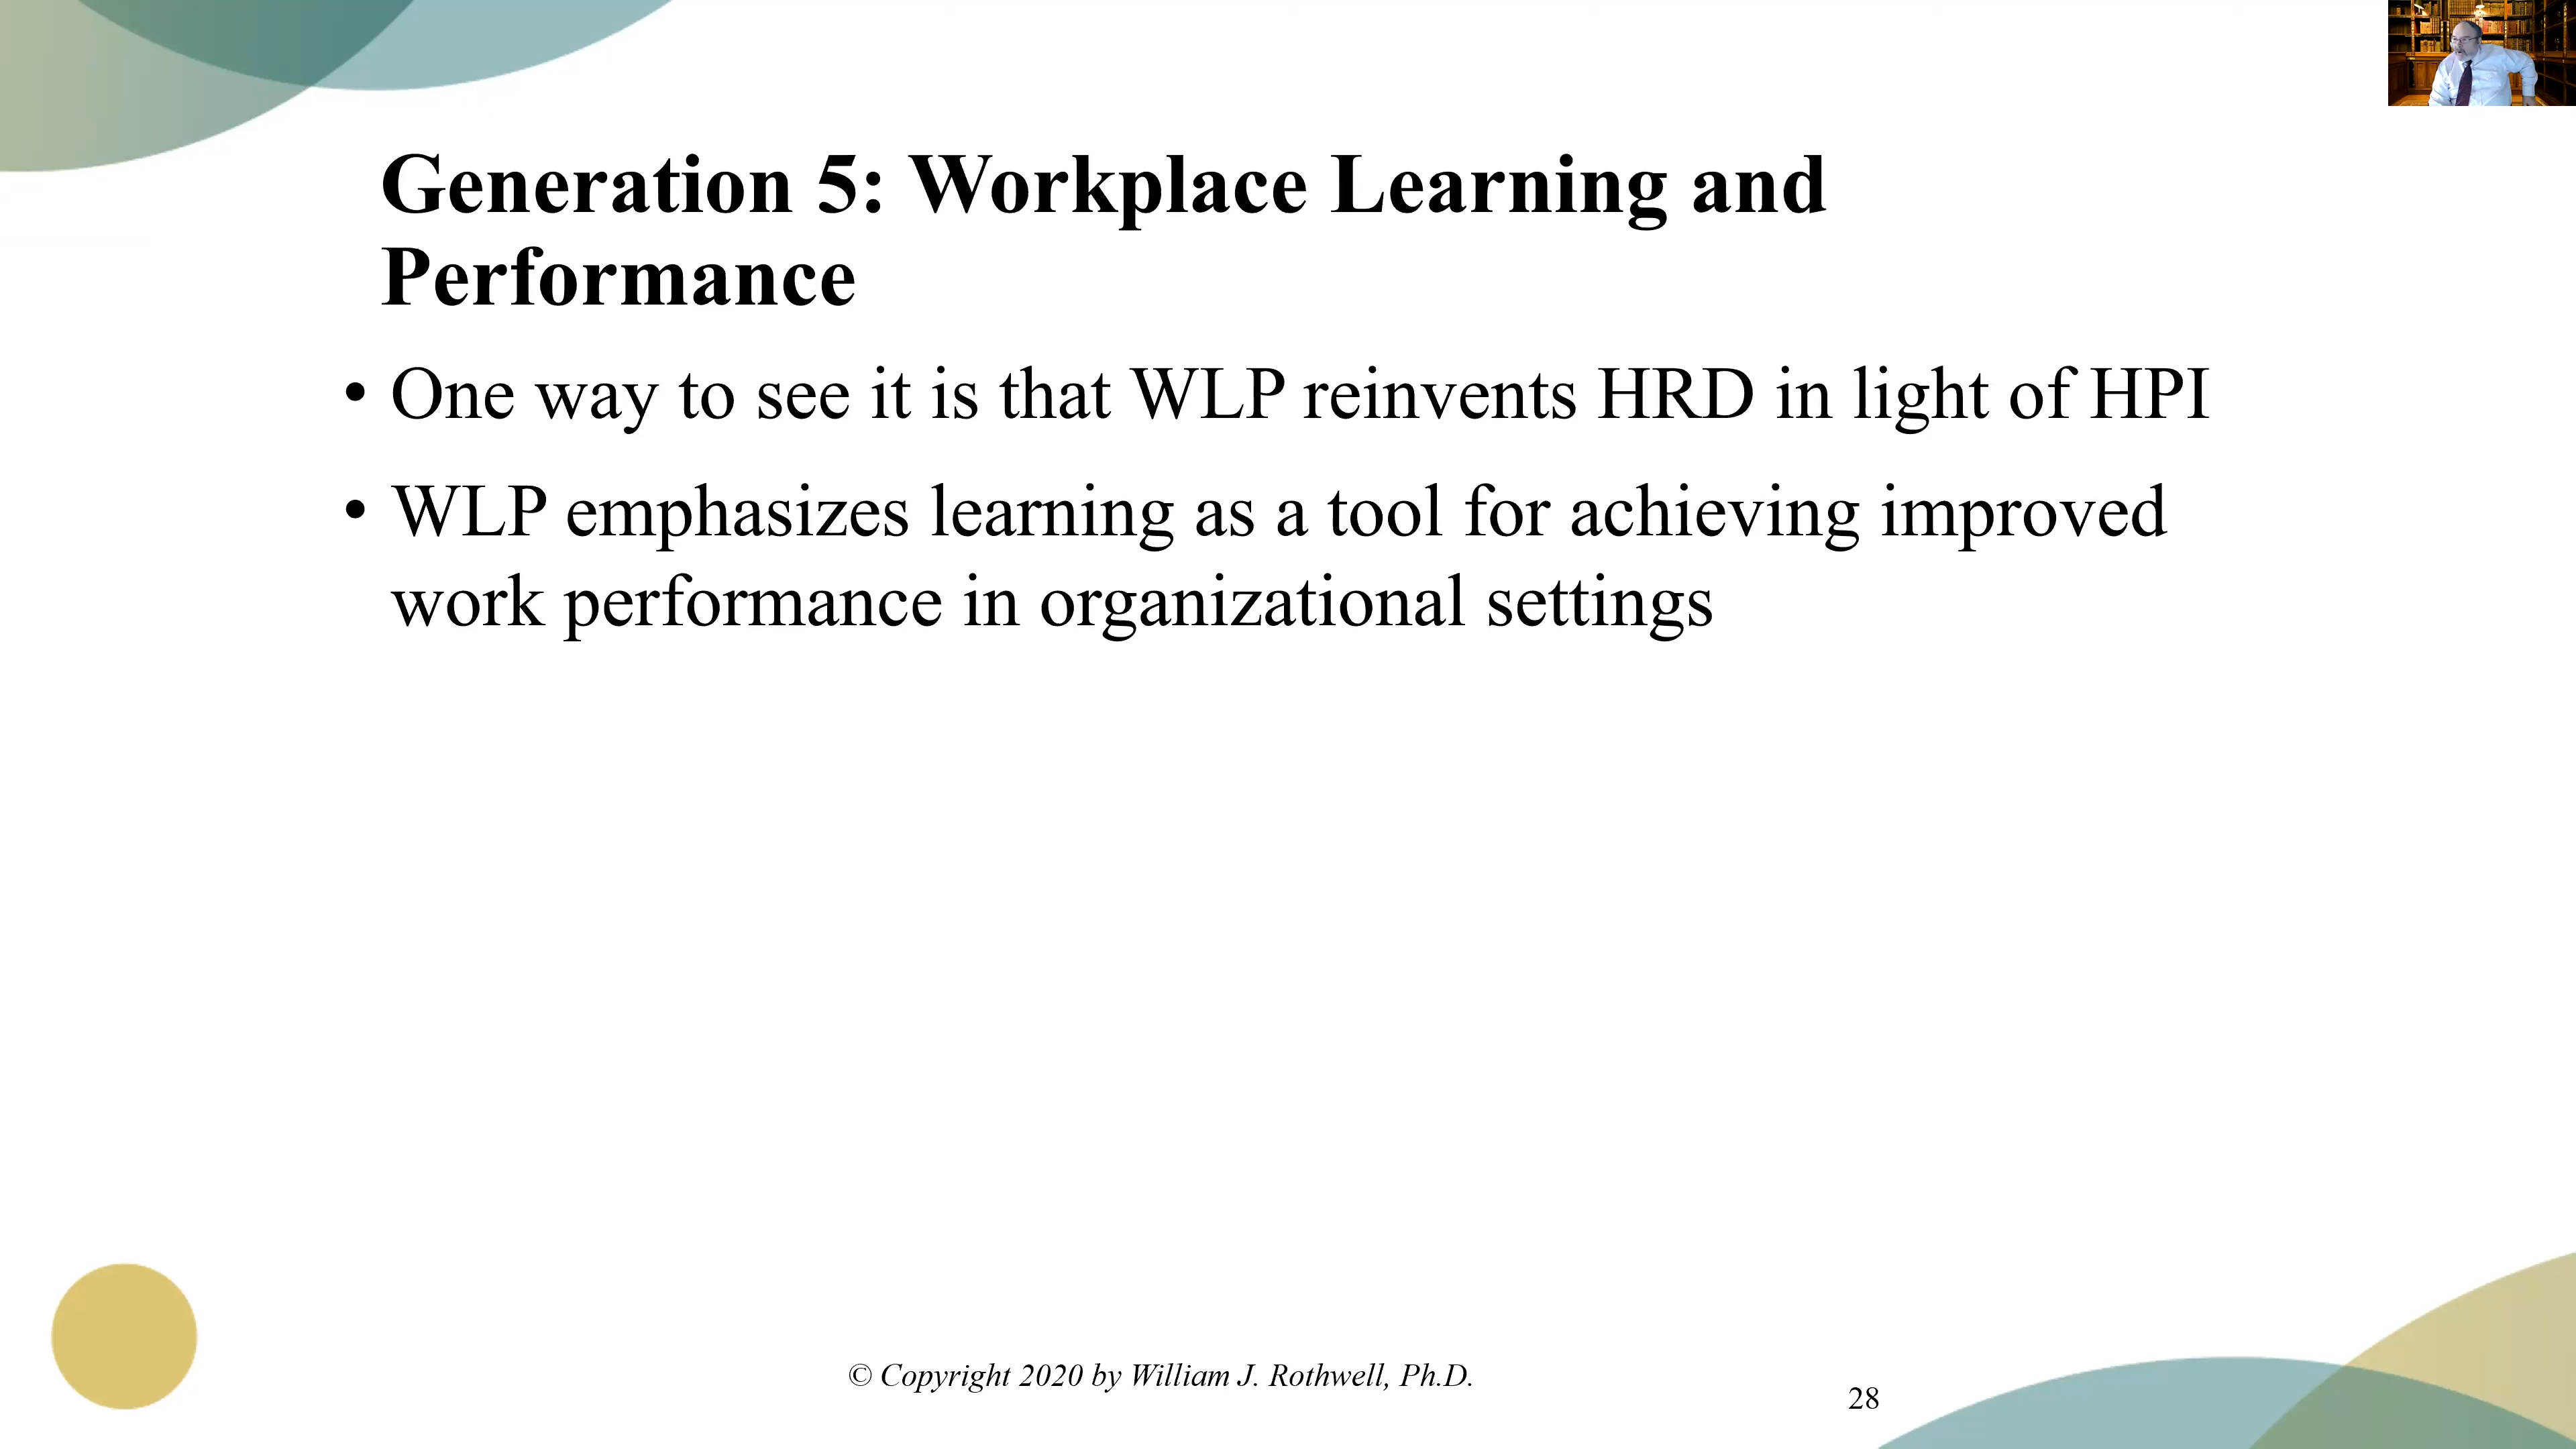 Generation 5: Workplace Learning and
Performance
• One way to see it is that WLP reinvents HRD in light of HPI
• WLP emphasizes learning as a tool for achieving improved
work performance in organizational settings
© Copyright 2020 by William J. Rothwell, Ph.D.
28